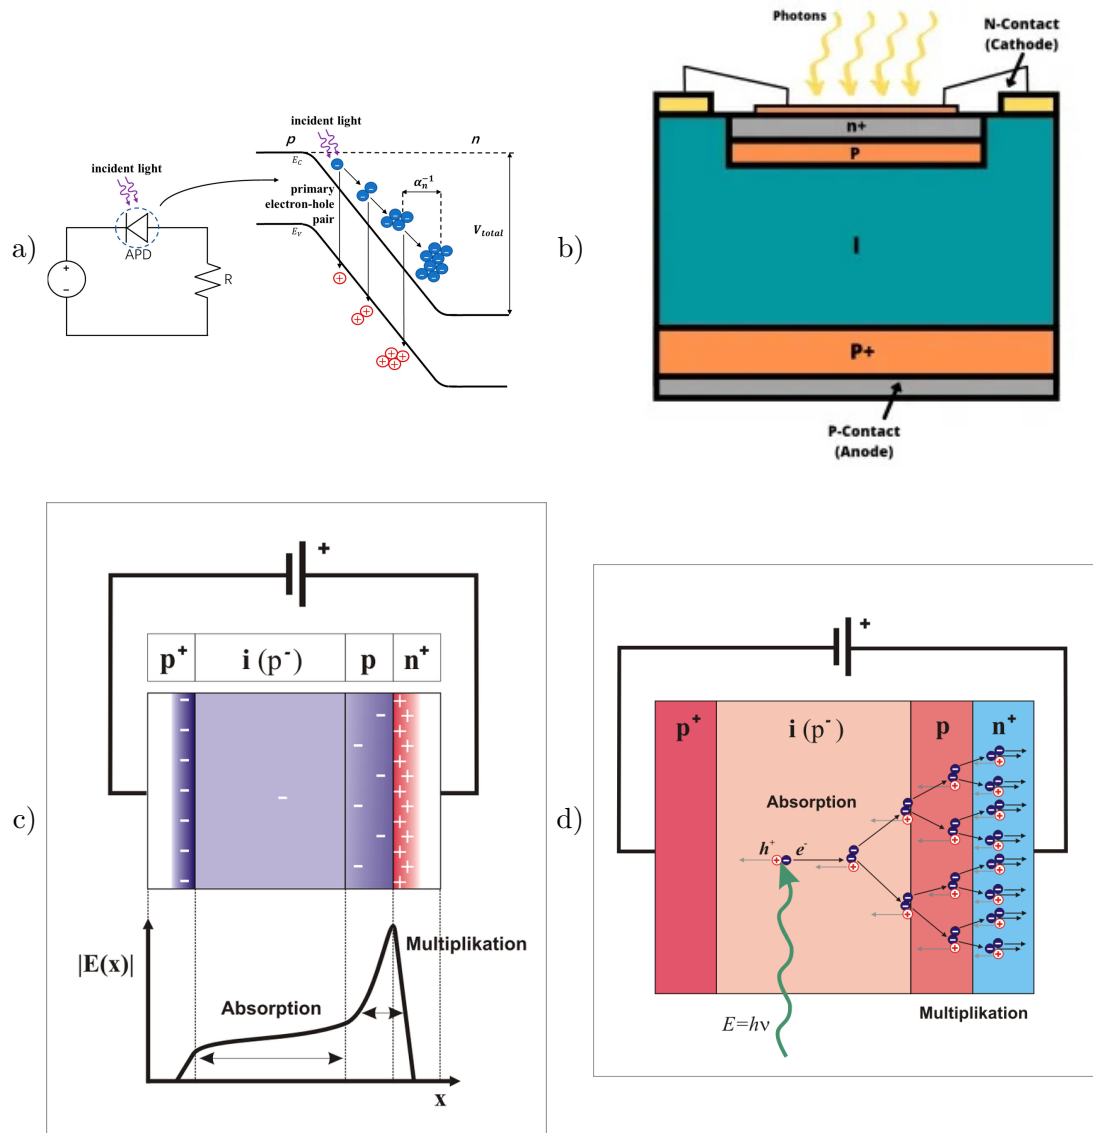 a)
incident light
APD
+
−
R
p
n
incident light
E_C
primary
electron-hole
pair
E_V
α_n^{-1}
V_total
b)
Photons
N-Contact
(Cathode)
n+
P
I
P+
P-Contact
(Anode)
c)
+
p⁺
i (p⁻)
p
n⁺
|E(x)|
Absorption
Multiplikation
x
d)
+
p⁺
i (p⁻)
p
n⁺
Absorption
h⁺
e⁻
E=hν
Multiplikation